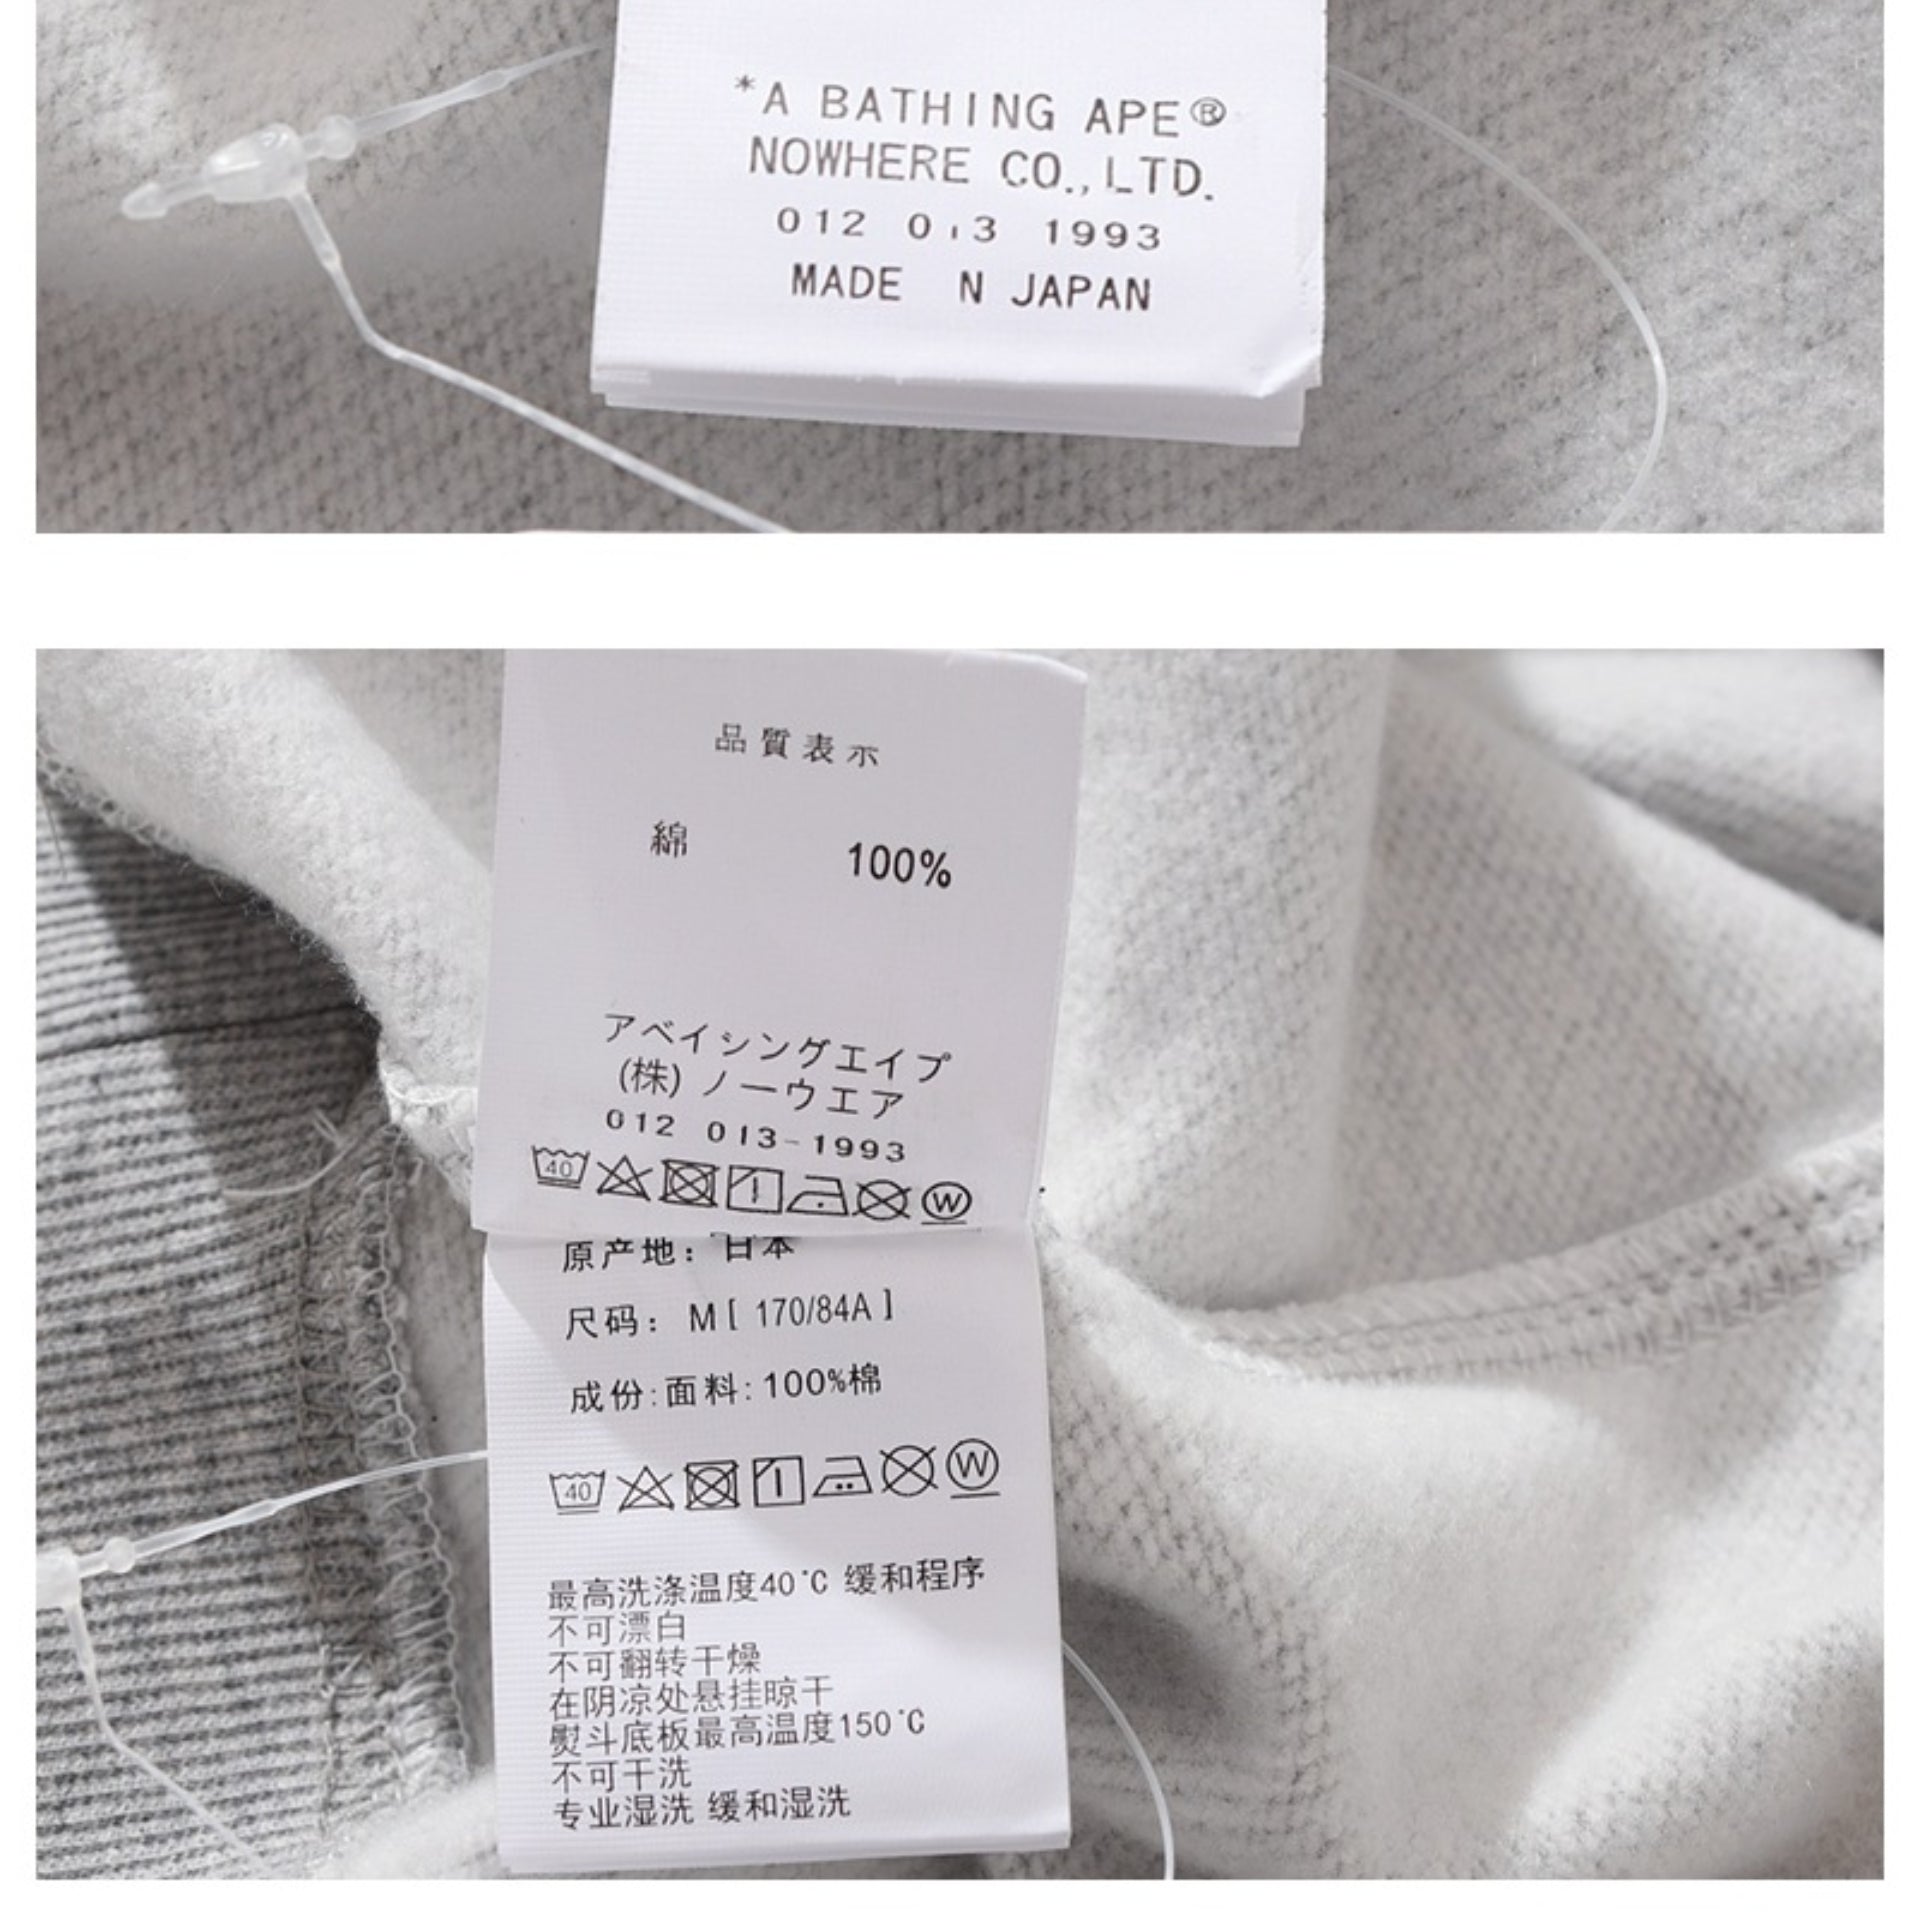 *A BATHING APE®
NOWHERE CO., LTD.
012 013 1993
MADE N JAPAN
品質表示
綿 100%
アベイシングエイプ
(株)ノーウエア
012 013-1993
40 W
原产地：日本
尺码：M[170/84A]
成份:面料:100%棉
40 W
最高洗涤温度40℃ 缓和程序
不可漂白
不可翻转干燥
在阴凉处悬挂晾干
熨斗底板最高温度150℃
不可干洗
专业湿洗 缓和湿洗